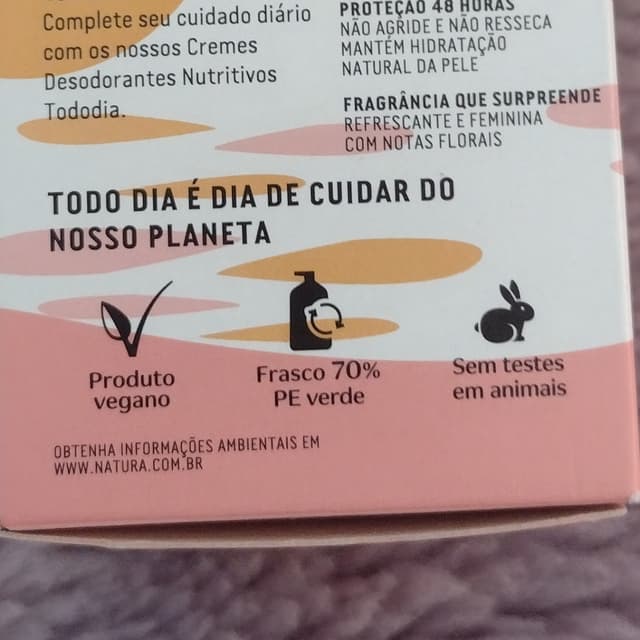 Complete seu cuidado diário
com os nossos Cremes
Desodorantes Nutritivos
Tododia.
PROTEÇÃO 48 HORAS
NÃO AGRIDE E NÃO RESSECA
MANTÉM HIDRATAÇÃO
NATURAL DA PELE
FRAGRÂNCIA QUE SURPREENDE
REFRESCANTE E FEMININA
COM NOTAS FLORAIS
TODO DIA É DIA DE CUIDAR DO
NOSSO PLANETA
Produto
vegano
Frasco 70%
PE verde
Sem testes
em animais
OBTENHA INFORMAÇÕES AMBIENTAIS EM
WWW.NATURA.COM.BR